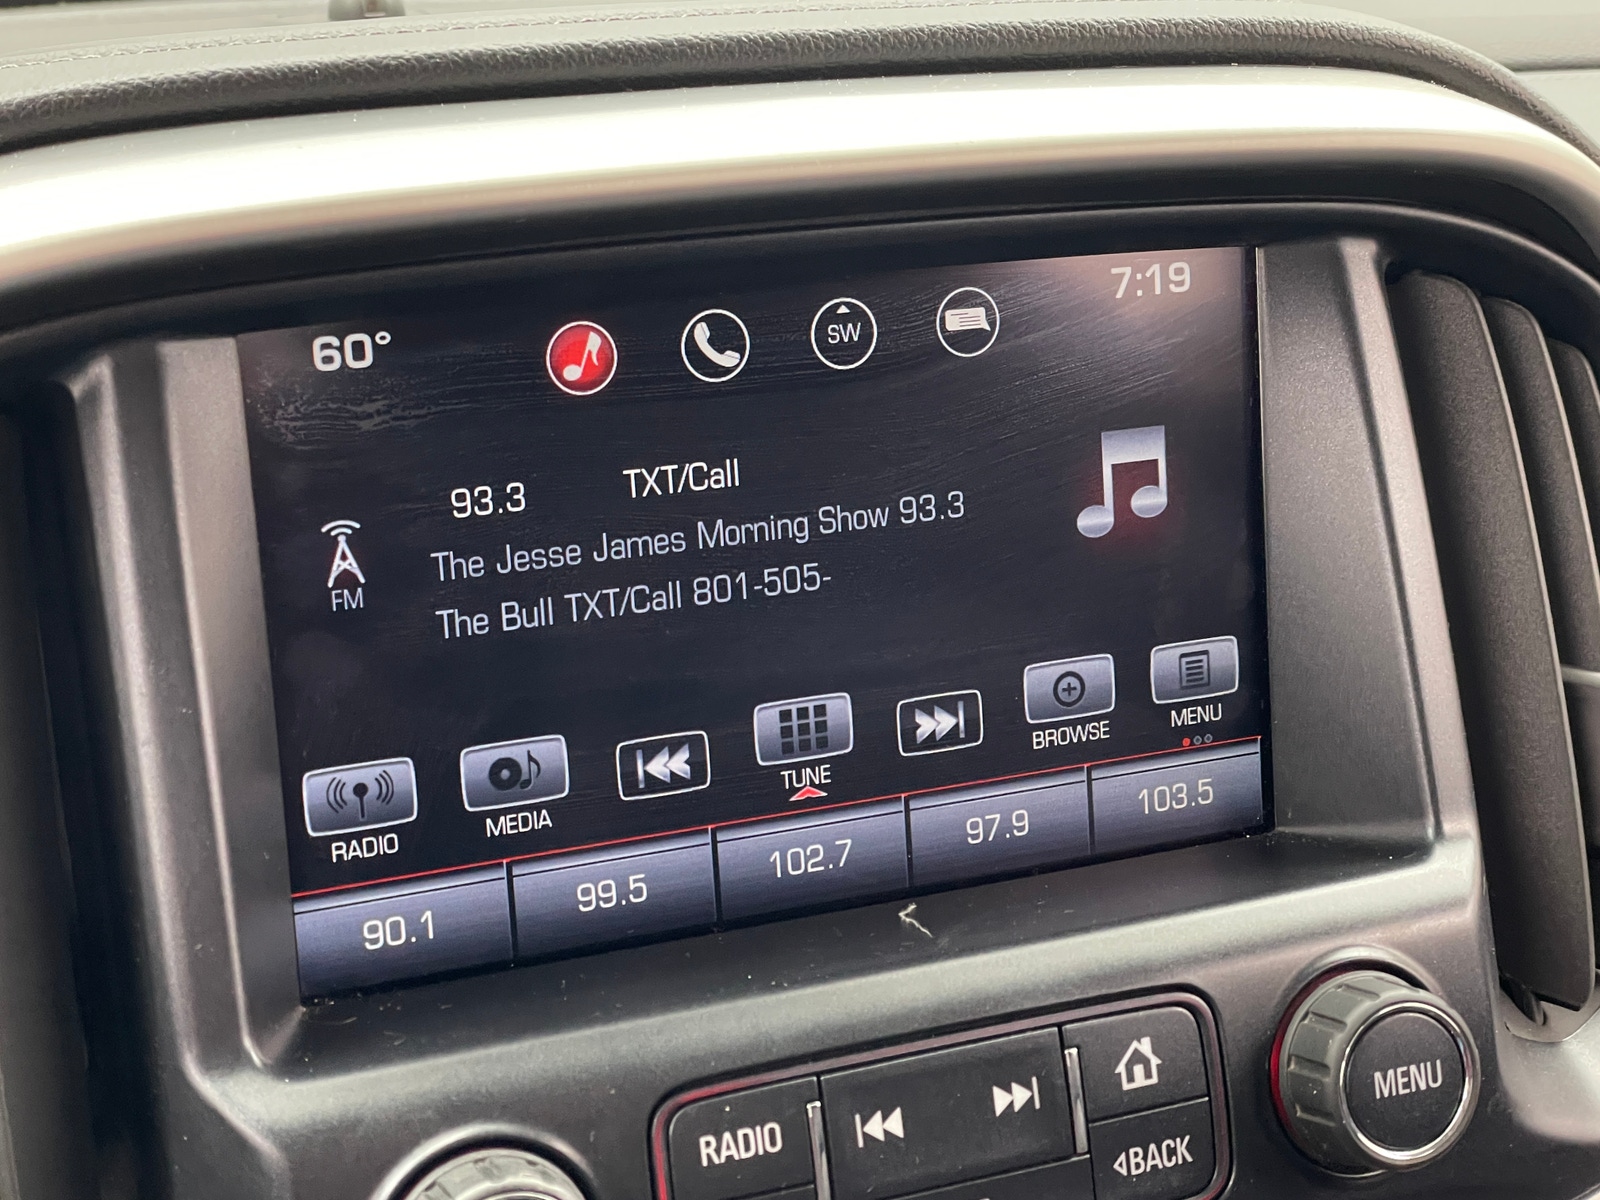 60° SW 7:19
93.3 TXT/Call
The Jesse James Morning Show 93.3
The Bull TXT/Call 801-505-
FM
RADIO MEDIA TUNE BROWSE MENU
90.1 99.5 102.7 97.9 103.5
RADIO BACK MENU